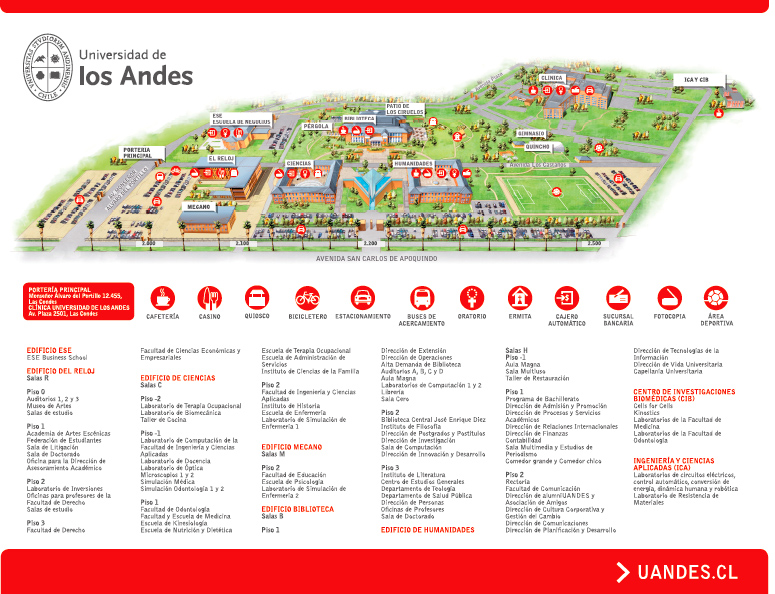 Universidad de
los Andes
UNIVERSITAS STVDIORVM ANDINENSIS
CHILE
CLÍNICA
ICA Y CIB
PATIO DE
LOS CIRUELOS
BIBLIOTECA
ESE
ESCUELA DE NEGOCIOS
PÉRGOLA
GIMNASIO
QUINCHO
PORTERÍA
PRINCIPAL
EL RELOJ
CIENCIAS
HUMANIDADES
MECANO
2.000
2.100
2.200
2.500
AVENIDA SAN CARLOS DE APOQUINDO
PORTERÍA PRINCIPAL
Monseñor Álvaro del Portillo 12.455,
Las Condes
CLÍNICA UNIVERSIDAD DE LOS ANDES
Av. Plaza 2501, Las Condes
CAFETERÍA
CASINO
QUIOSCO
BICICLETERO
ESTACIONAMIENTO
BUSES DE
ACERCAMIENTO
ORATORIO
ERMITA
CAJERO
AUTOMÁTICO
SUCURSAL
BANCARIA
FOTOCOPIA
ÁREA
DEPORTIVA
EDIFICIO ESE
ESE Business School
EDIFICIO DEL RELOJ
Salas R
Piso 0
Auditorios 1, 2 y 3
Museo de Artes
Salas de estudio
Piso 1
Academia de Artes Escénicas
Federación de Estudiantes
Sala de Litigación
Sala de Doctorado
Oficina para la Dirección de
Asesoramiento Académico
Piso 2
Laboratorio de Inversiones
Oficinas para profesores de la
Facultad de Derecho
Salas de estudio
Piso 3
Facultad de Derecho
Facultad de Ciencias Económicas y
Empresariales
EDIFICIO DE CIENCIAS
Salas C
Piso -2
Laboratorio de Terapia Ocupacional
Laboratorio de Biomecánica
Taller de Cocina
Piso -1
Laboratorio de Computación de la
Facultad de Ingeniería y Ciencias
Aplicadas
Laboratorio de Docencia
Laboratorio de Óptica
Microscopios 1 y 2
Simulación Médica
Simulación Odontología 1 y 2
Piso 1
Facultad de Odontología
Facultad y Escuela de Medicina
Escuela de Kinesiología
Escuela de Nutrición y Dietética
Escuela de Terapia Ocupacional
Escuela de Administración de
Servicios
Instituto de Ciencias de la Familia
Piso 2
Facultad de Ingeniería y Ciencias
Aplicadas
Instituto de Historia
Escuela de Enfermería
Laboratorio de Simulación de
Enfermería 1
EDIFICIO MECANO
Salas M
Piso 2
Facultad de Educación
Escuela de Psicología
Laboratorio de Simulación de
Enfermería 2
EDIFICIO BIBLIOTECA
Salas B
Piso 1
Dirección de Extensión
Dirección de Operaciones
Alta Demanda de Biblioteca
Auditorios A, B, C y D
Aula Magna
Laboratorios de Computación 1 y 2
Librería
Sala Cero
Piso 2
Biblioteca Central José Enrique Diez
Instituto de Filosofía
Dirección de Postgrados y Postítulos
Dirección de Investigación
Sala de Computación
Dirección de Innovación y Desarrollo
Piso 3
Instituto de Literatura
Centro de Estudios Generales
Departamento de Teología
Departamento de Salud Pública
Dirección de Personas
Oficinas de Profesores
Sala de Doctorado
EDIFICIO DE HUMANIDADES
Salas H
Piso -1
Aula Magna
Sala Multiuso
Taller de Restauración
Piso 1
Programa de Bachillerato
Dirección de Admisión y Promoción
Dirección de Procesos y Servicios
Académicos
Dirección de Relaciones Internacionales
Dirección de Finanzas
Contabilidad
Sala Multimedia y Estudios de
Periodismo
Comedor grande y Comedor chico
Piso 2
Rectoría
Facultad de Comunicación
Dirección de alumniUANDES y
Asociación de Amigos
Dirección de Cultura Corporativa y
Gestión del Cambio
Dirección de Comunicaciones
Dirección de Planificación y Desarrollo
Dirección de Tecnologías de la
Información
Dirección de Vida Universitaria
Capellanía Universitaria
CENTRO DE INVESTIGACIONES
BIOMÉDICAS (CIB)
Cells for Cells
Kinostics
Laboratorios de la Facultad de
Medicina
Laboratorios de la Facultad de
Odontología
INGENIERÍA Y CIENCIAS
APLICADAS (ICA)
Laboratorios de circuitos eléctricos,
control automático, conversión de
energía, dinámica humana y robótica
Laboratorio de Resistencia de
Materiales
UANDES.CL